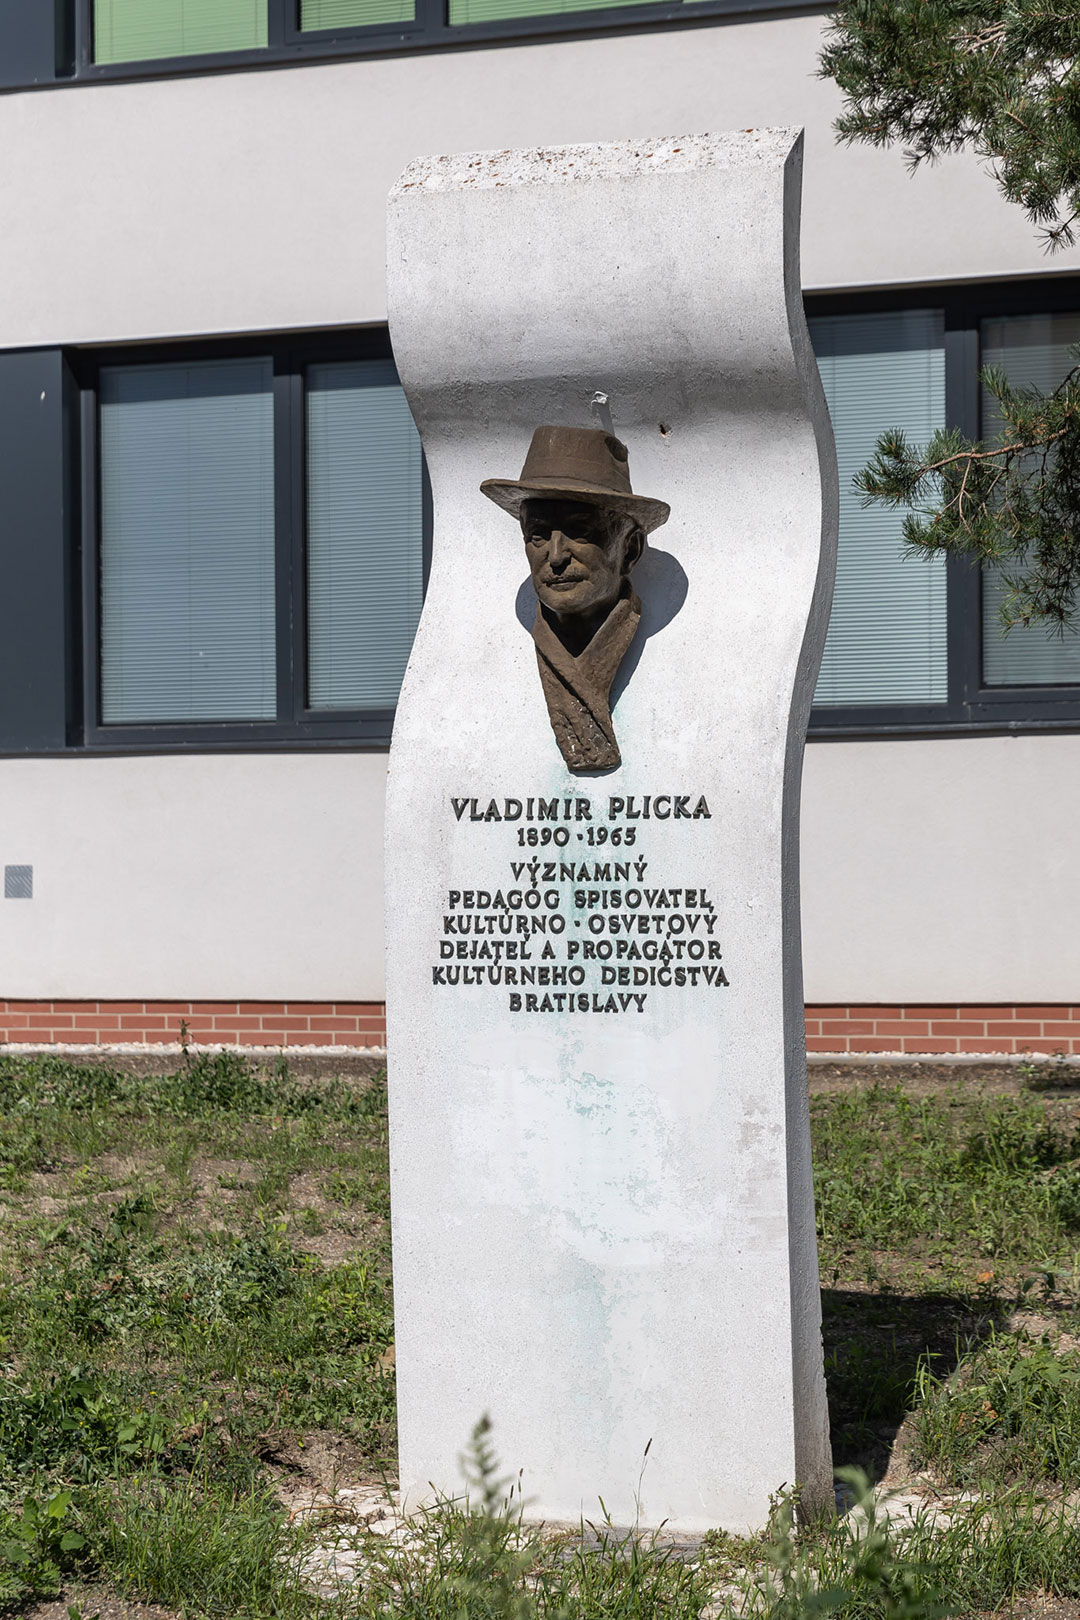 VLADIMIR PLICKA
1890 · 1965
VÝZNAMNÝ
PEDAGÓG SPISOVATEĽ,
KULTÚRNO · OSVETOVÝ
DEJATEĽ A PROPAGÁTOR
KULTÚRNEHO DEDIČSTVA
BRATISLAVY